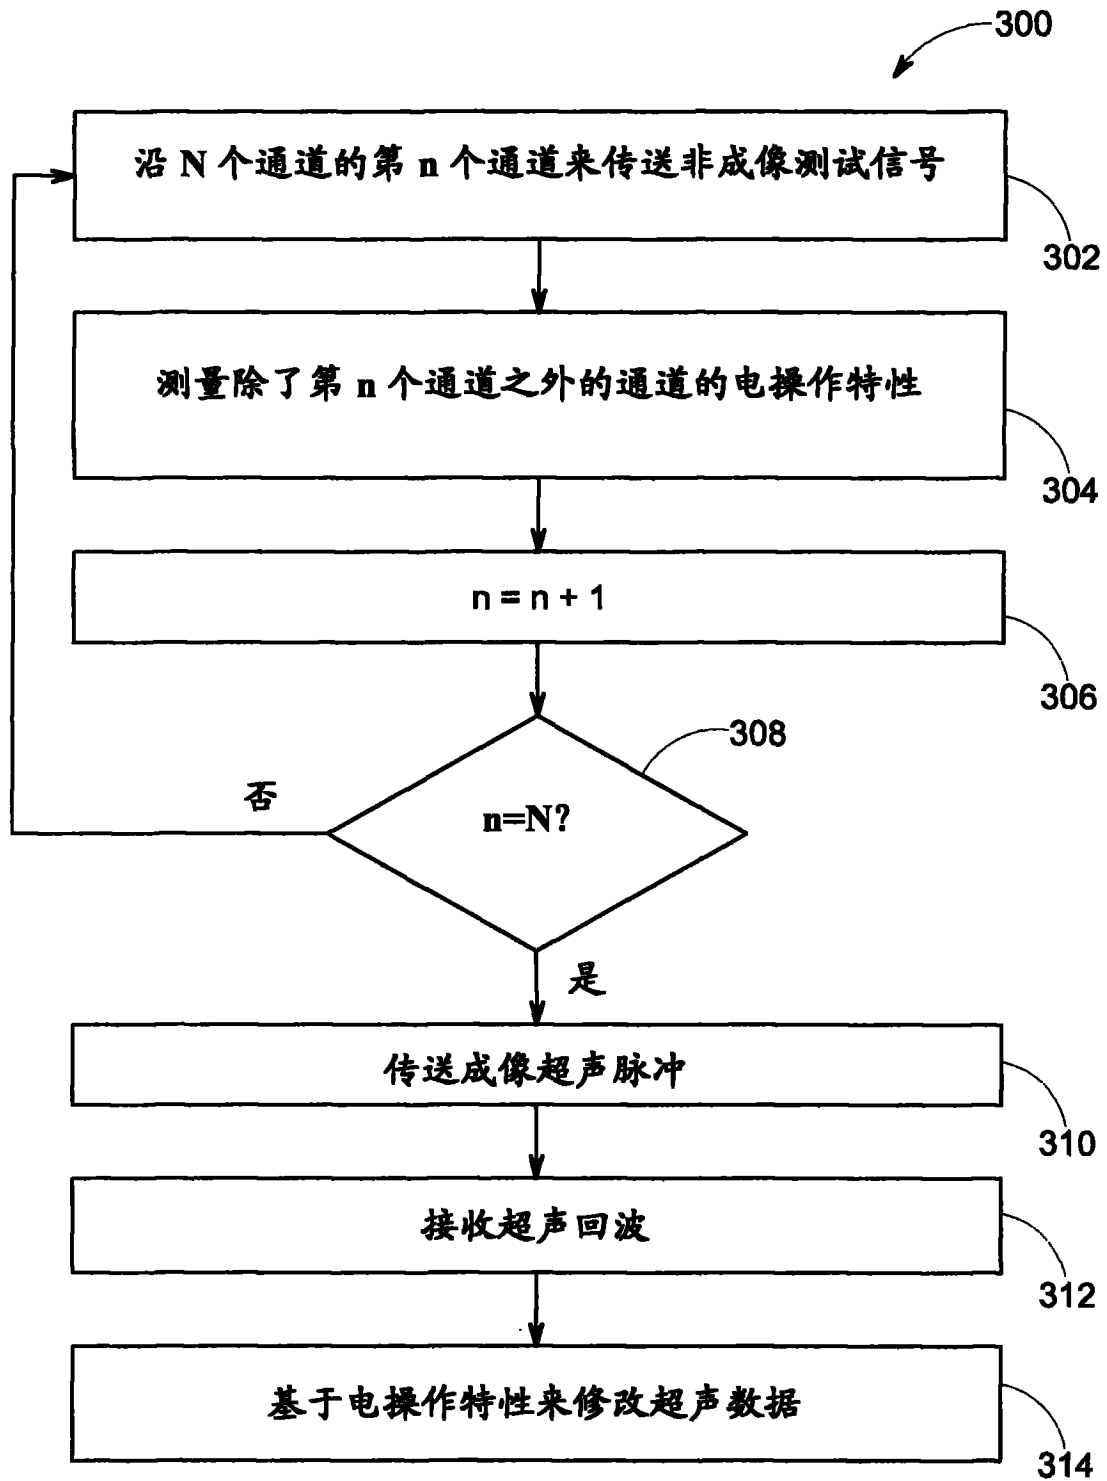 300
沿 N 个通道的第 n 个通道来传送非成像测试信号
302
测量除了第 n 个通道之外的通道的电操作特性
304
n = n + 1
306
308
n=N?
否
是
传送成像超声脉冲
310
接收超声回波
312
基于电操作特性来修改超声数据
314